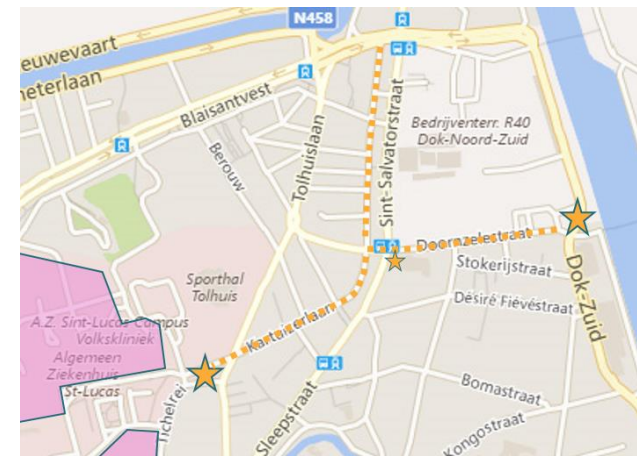 N458
euwevaart
neterlaan
Blaisantvest
Berouw
Tolhuislaan
Sint-Salvatorstraat
Bedrijventerr. R40
Dok-Noord-Zuid
Doornzelestraat
Stokerijstraat
Désiré Fiévéstraat
Dok-Zuid
Sporthal
Tolhuis
A.Z. Sint-Lucas Campus
Volkskliniek
Algemeen
Ziekenhuis
St-Lucas
Kartuizerlaan
Tichelrei
Sleepstraat
Bomastraat
Kongostraat